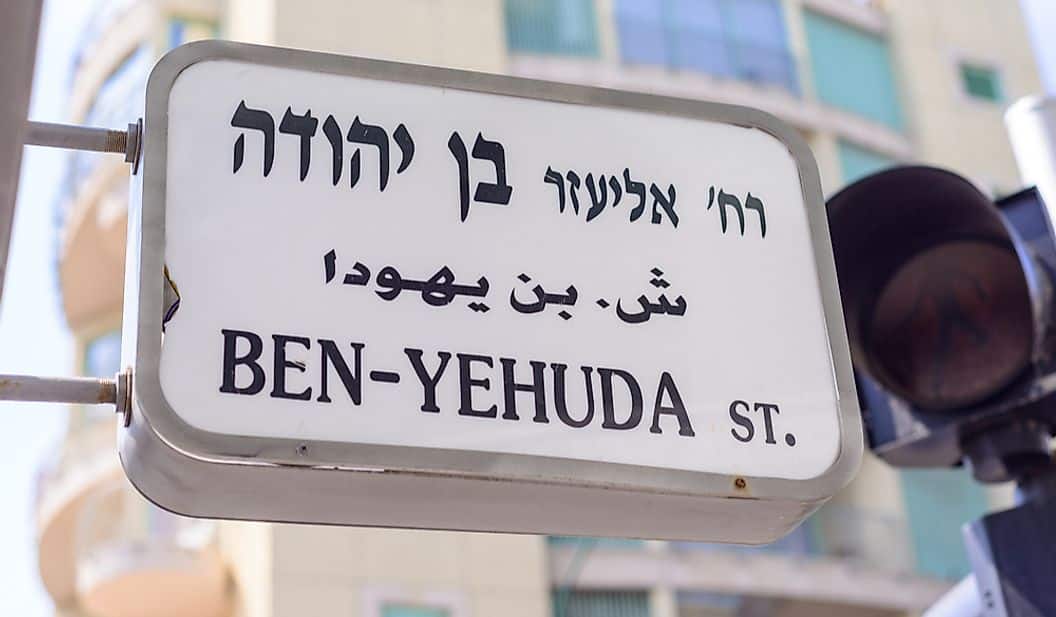 רח' אליעזר בן יהודה
ش. بن يهودا
BEN-YEHUDA ST.